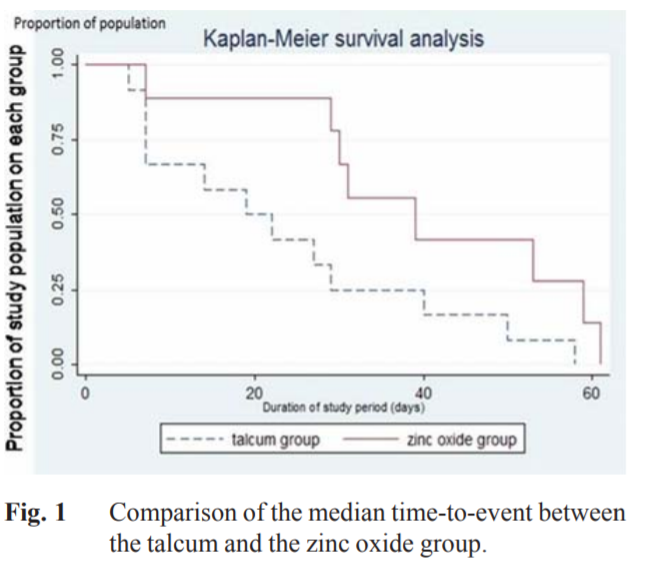 Proportion of population
Kaplan-Meier survival analysis
Proportion of study population on each group
1.00
0.75
0.50
0.25
0.00
0
20
40
60
Duration of study period (days)
talcum group
zinc oxide group
Fig. 1 Comparison of the median time-to-event between
the talcum and the zinc oxide group.